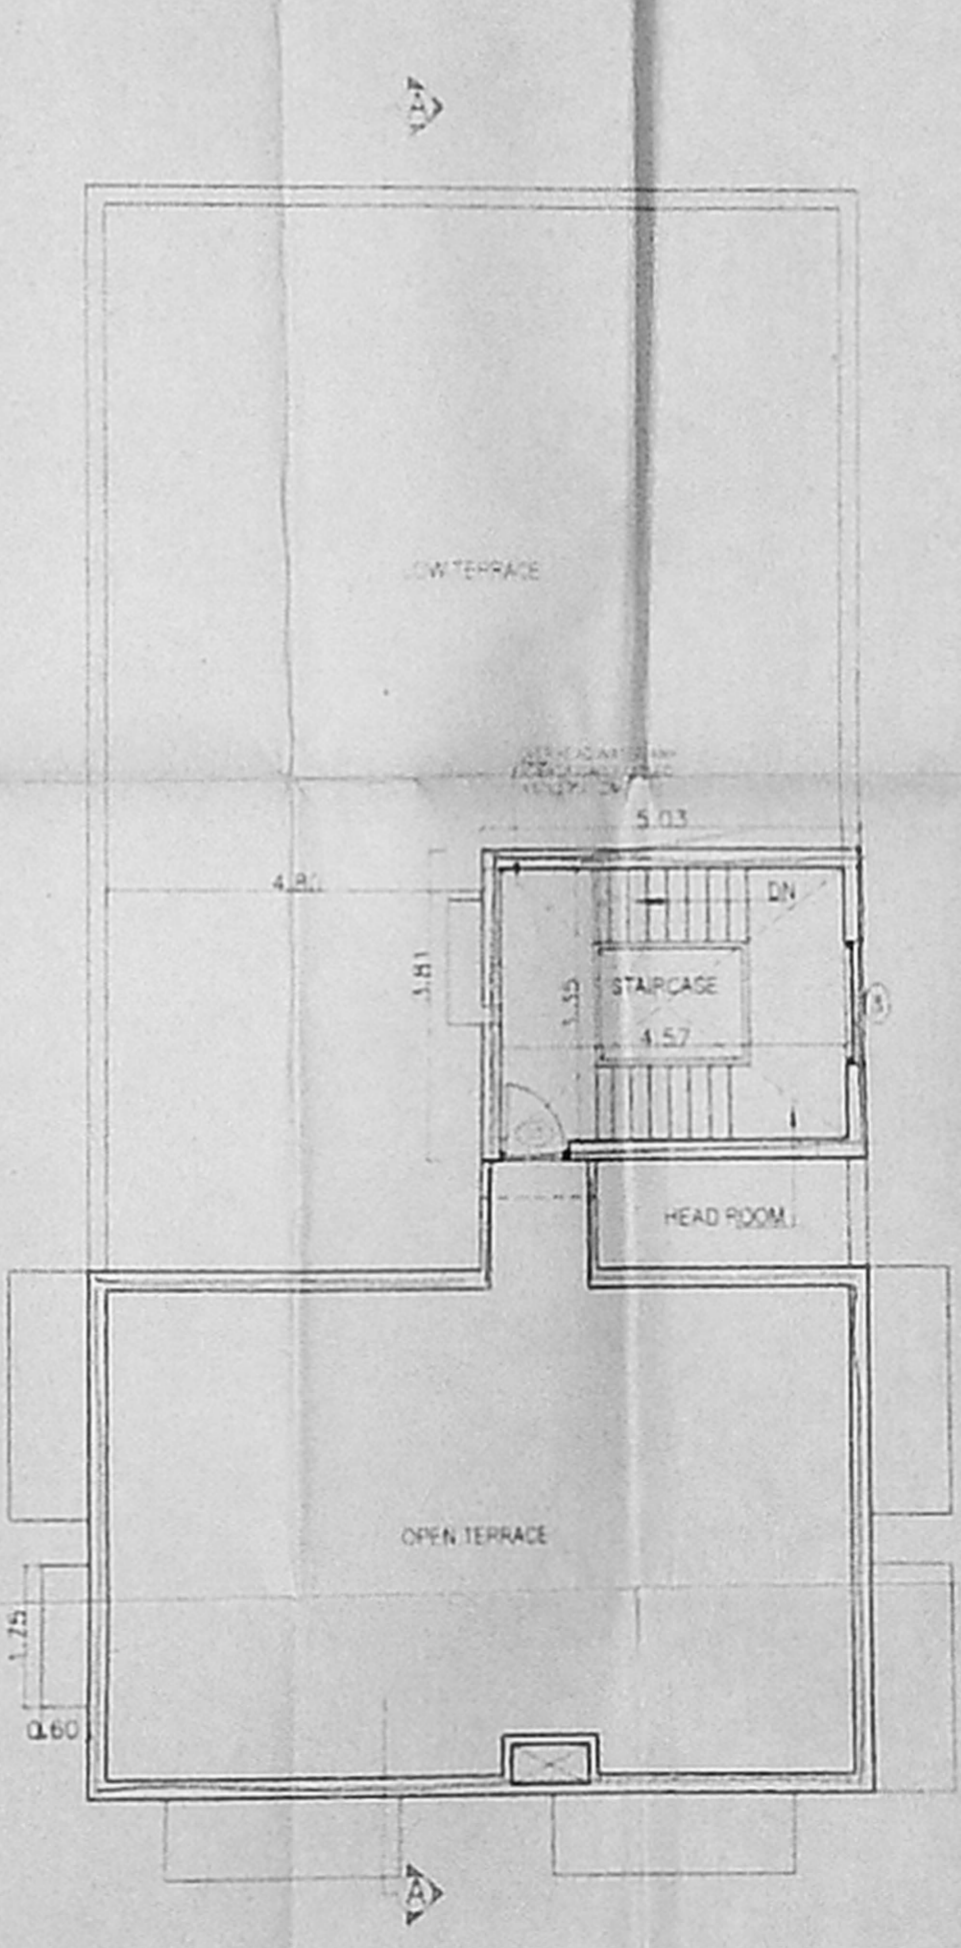 A
LOW TERRACE
5.03
4.80
DN
3.81
STAIRCASE
3.35
4.57
HEAD ROOM
OPEN TERRACE
1.25
0.60
A